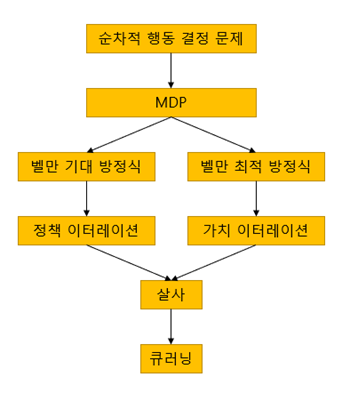 순차적 행동 결정 문제
MDP
벨만 기대 방정식
벨만 최적 방정식
정책 이터레이션
가치 이터레이션
살사
큐러닝